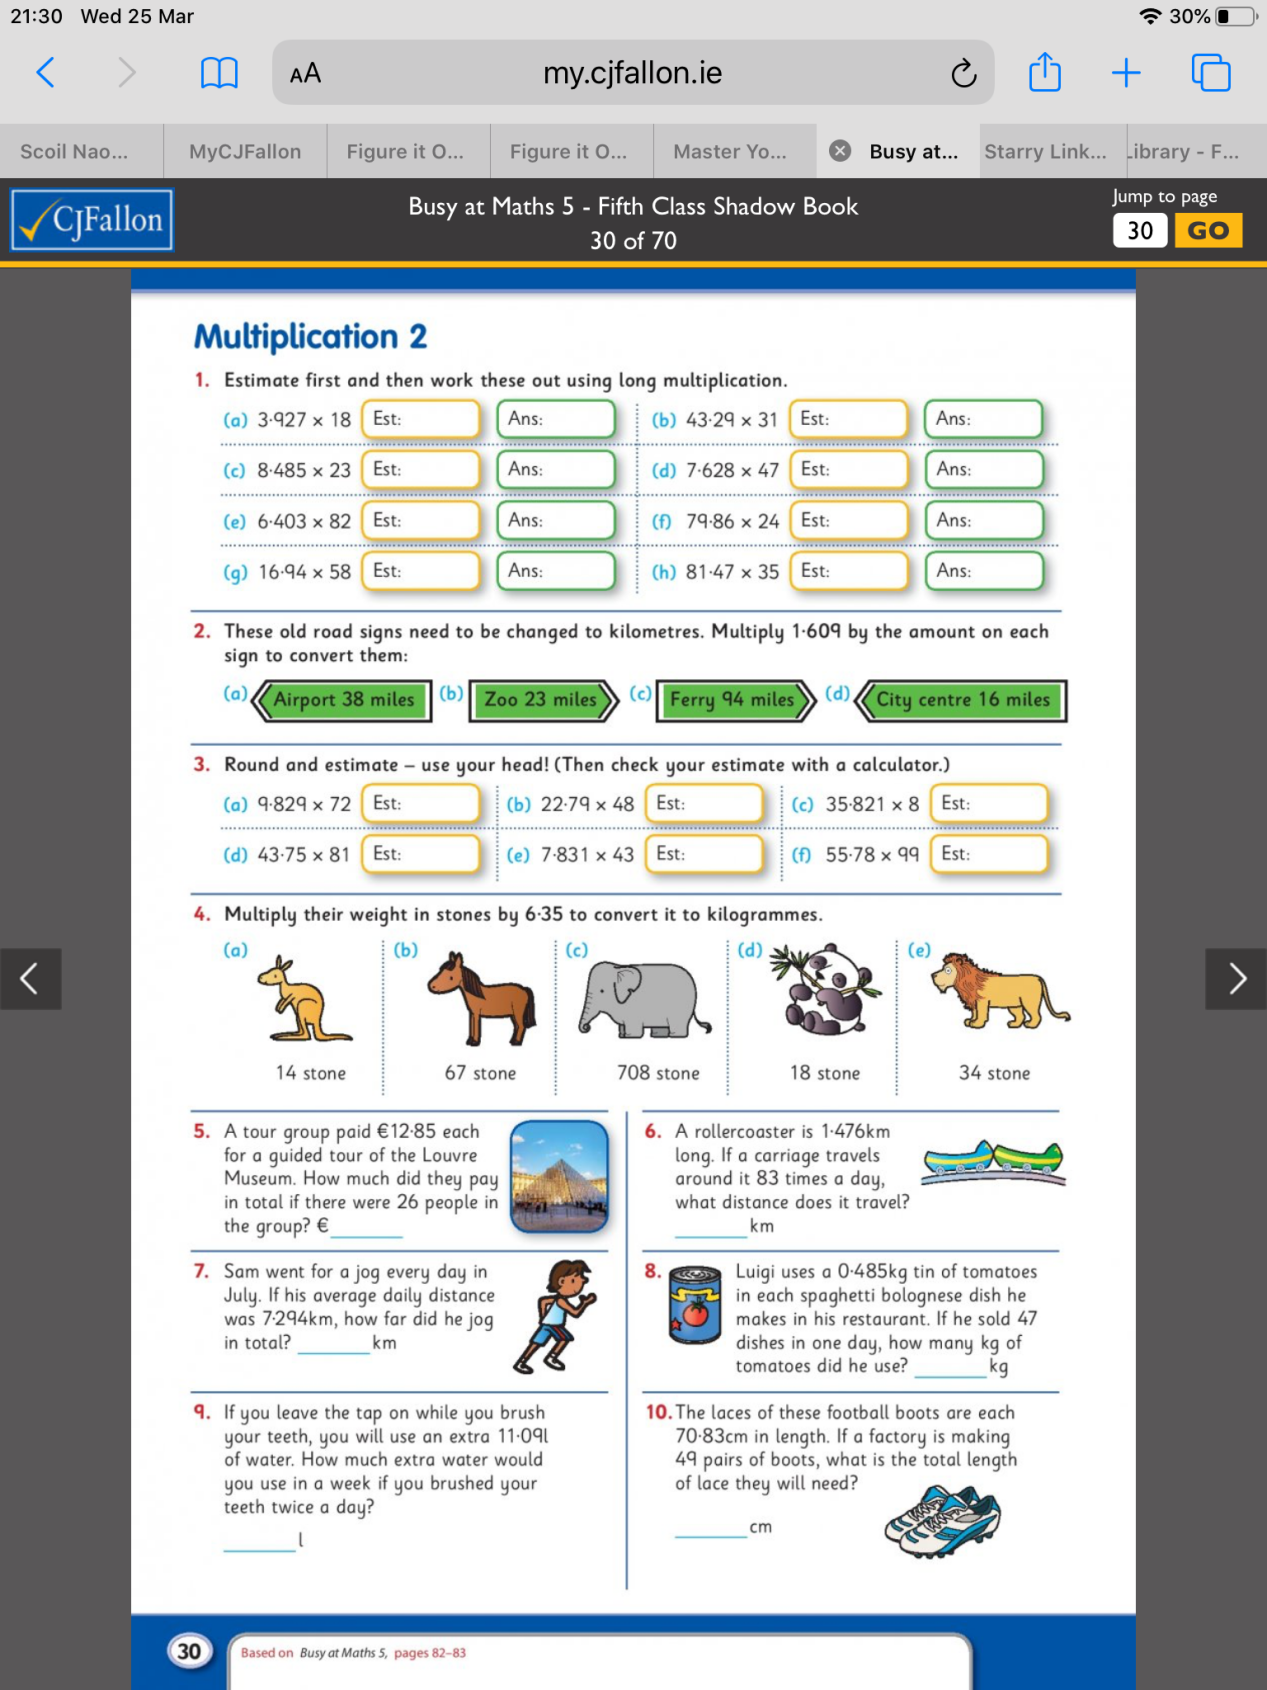 21:30 Wed 25 Mar
30%
AA
my.cjfallon.ie
Scoil Nao...
MyCJFallon
Figure it O...
Figure it O...
Master Yo...
Busy at...
Starry Link...
Library - F...
CJFallon
Busy at Maths 5 - Fifth Class Shadow Book
30 of 70
Jump to page
30
GO
Multiplication 2
1. Estimate first and then work these out using long multiplication.
(a) 3·927 × 18 Est: Ans: (b) 43·29 × 31 Est: Ans:
(c) 8·485 × 23 Est: Ans: (d) 7·628 × 47 Est: Ans:
(e) 6·403 × 82 Est: Ans: (f) 79·86 × 24 Est: Ans:
(g) 16·94 × 58 Est: Ans: (h) 81·47 × 35 Est: Ans:
2. These old road signs need to be changed to kilometres. Multiply 1·609 by the amount on each
sign to convert them:
(a) Airport 38 miles (b) Zoo 23 miles (c) Ferry 94 miles (d) City centre 16 miles
3. Round and estimate – use your head! (Then check your estimate with a calculator.)
(a) 9·829 × 72 Est: (b) 22·79 × 48 Est: (c) 35·821 × 8 Est:
(d) 43·75 × 81 Est: (e) 7·831 × 43 Est: (f) 55·78 × 99 Est:
4. Multiply their weight in stones by 6·35 to convert it to kilogrammes.
(a) (b) (c) (d) (e)
14 stone 67 stone 708 stone 18 stone 34 stone
5. A tour group paid €12·85 each
for a guided tour of the Louvre
Museum. How much did they pay
in total if there were 26 people in
the group? €
6. A rollercoaster is 1·476km
long. If a carriage travels
around it 83 times a day,
what distance does it travel?
km
7. Sam went for a jog every day in
July. If his average daily distance
was 7·294km, how far did he jog
in total? km
8. Luigi uses a 0·485kg tin of tomatoes
in each spaghetti bolognese dish he
makes in his restaurant. If he sold 47
dishes in one day, how many kg of
tomatoes did he use? kg
9. If you leave the tap on while you brush
your teeth, you will use an extra 11·09l
of water. How much extra water would
you use in a week if you brushed your
teeth twice a day?
l
10. The laces of these football boots are each
70·83cm in length. If a factory is making
49 pairs of boots, what is the total length
of lace they will need?
cm
30
Based on Busy at Maths 5, pages 82–83